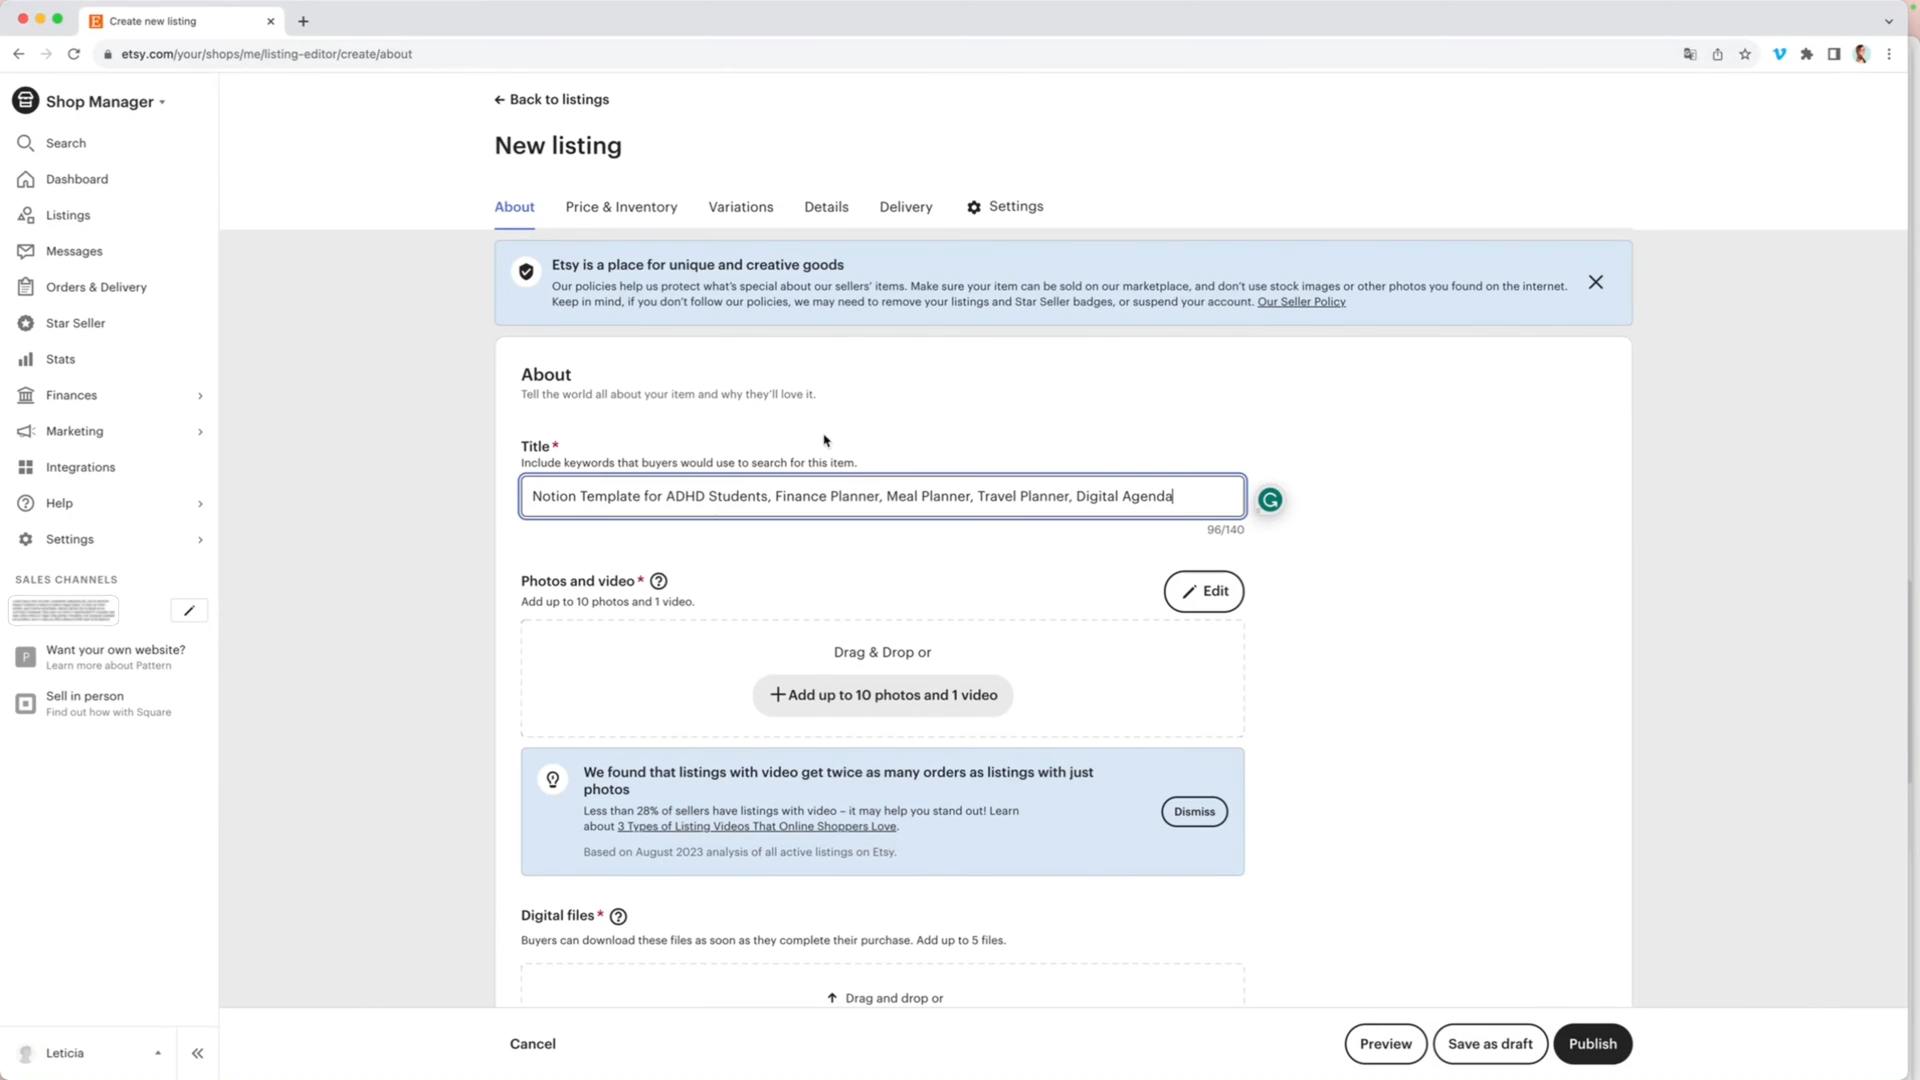 Create new listing
etsy.com/your/shops/me/listing-editor/create/about
Shop Manager
Search
Dashboard
Listings
Messages
Orders & Delivery
Star Seller
Stats
Finances
Marketing
Integrations
Help
Settings
SALES CHANNELS
P
Want your own website?
Learn more about Pattern
Sell in person
Find out how with Square
Leticia
← Back to listings
New listing
About
Price & Inventory
Variations
Details
Delivery
Settings
Etsy is a place for unique and creative goods
Our policies help us protect what's special about our sellers' items. Make sure your item can be sold on our marketplace, and don't use stock images or other photos you found on the internet.
Keep in mind, if you don't follow our policies, we may need to remove your listings and Star Seller badges, or suspend your account. Our Seller Policy
About
Tell the world all about your item and why they'll love it.
Title *
Include keywords that buyers would use to search for this item.
Notion Template for ADHD Students, Finance Planner, Meal Planner, Travel Planner, Digital Agenda
96/140
Photos and video * ?
Add up to 10 photos and 1 video.
Edit
Drag & Drop or
+ Add up to 10 photos and 1 video
We found that listings with video get twice as many orders as listings with just
photos
Less than 28% of sellers have listings with video – it may help you stand out! Learn
about 3 Types of Listing Videos That Online Shoppers Love.
Based on August 2023 analysis of all active listings on Etsy.
Dismiss
Digital files * ?
Buyers can download these files as soon as they complete their purchase. Add up to 5 files.
Drag and drop or
Cancel
Preview
Save as draft
Publish